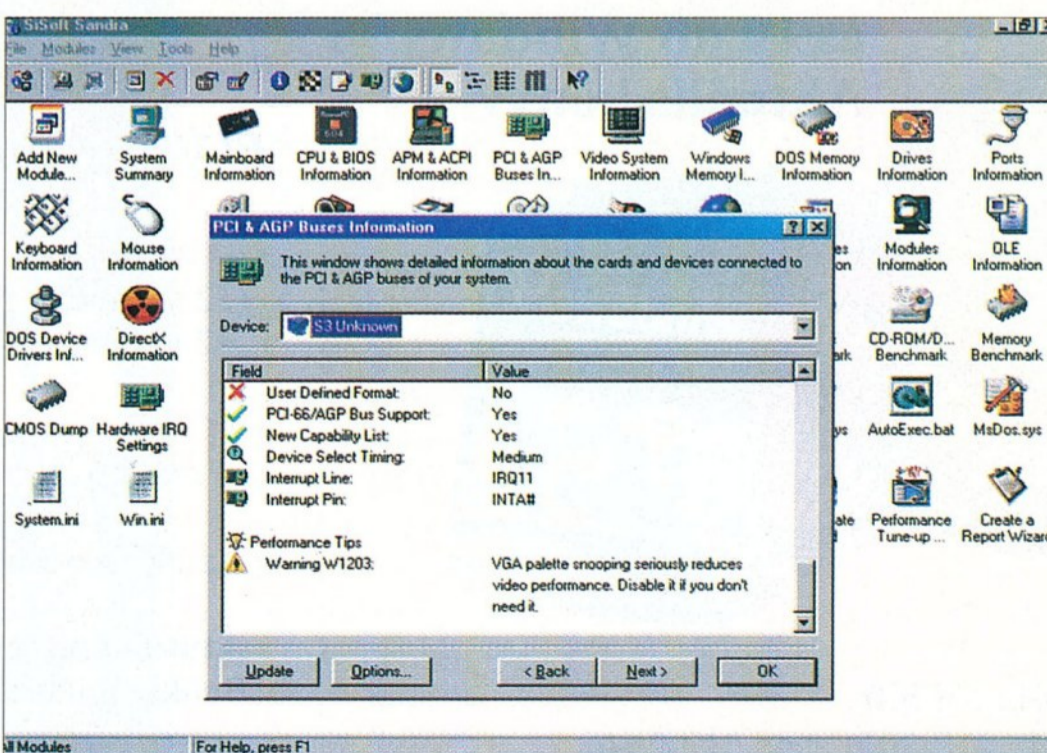 SiSoft Sandra
File Modules View Tools Help
Add New Module...
System Summary
Mainboard Information
CPU & BIOS Information
APM & ACPI Information
PCI & AGP Buses In...
Video System Information
Windows Memory I...
DOS Memory Information
Drives Information
Ports Information
Keyboard Information
Mouse Information
Modules Information
OLE Information
DOS Device Drivers Inf...
DirectX Information
CD-ROM/D... Benchmark
Memory Benchmark
CMOS Dump
Hardware IRQ Settings
AutoExec.bat
MsDos.sys
System.ini
Win.ini
Performance Tune-up ...
Create a Report Wizard
PCI & AGP Buses Information
This window shows detailed information about the cards and devices connected to
the PCI & AGP buses of your system.
Device: S3 Unknown
Field Value
User Defined Format: No
PCI-66/AGP Bus Support: Yes
New Capability List: Yes
Device Select Timing: Medium
Interrupt Line: IRQ11
Interrupt Pin: INTA#
Performance Tips
Warning W1203: VGA palette snooping seriously reduces
video performance. Disable it if you don't
need it.
Update Options... < Back Next > OK
All Modules For Help, press F1